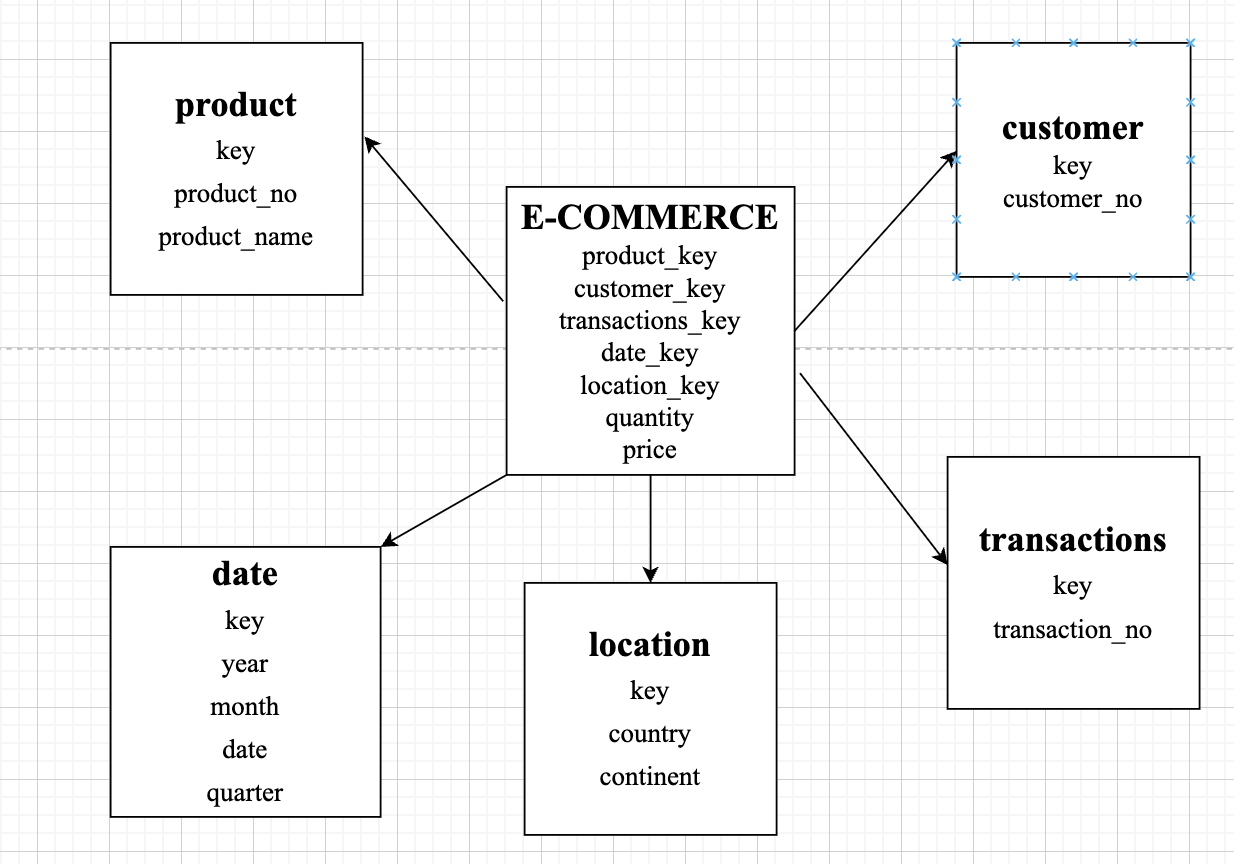 product
key
product_no
product_name
customer
key
customer_no
E-COMMERCE
product_key
customer_key
transactions_key
date_key
location_key
quantity
price
date
key
year
month
date
quarter
location
key
country
continent
transactions
key
transaction_no